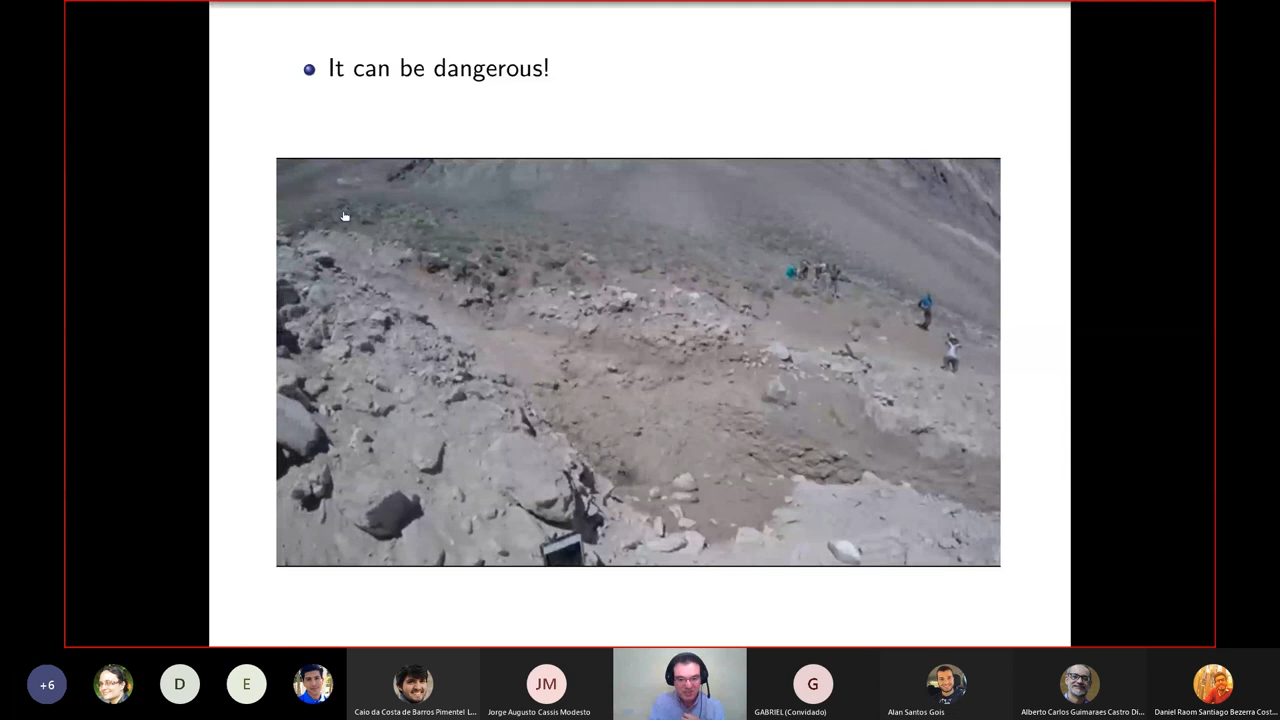 It can be dangerous!
+6
D
E
JM
G
Caio da Costa de Barros Pimentel L...
Jorge Augusto Cassis Modesto
GABRIEL (Convidado)
Alan Santos Gois
Alberto Carlos Guimaraes Castro Di...
Daniel Raom Santiago Bezerra Cost...